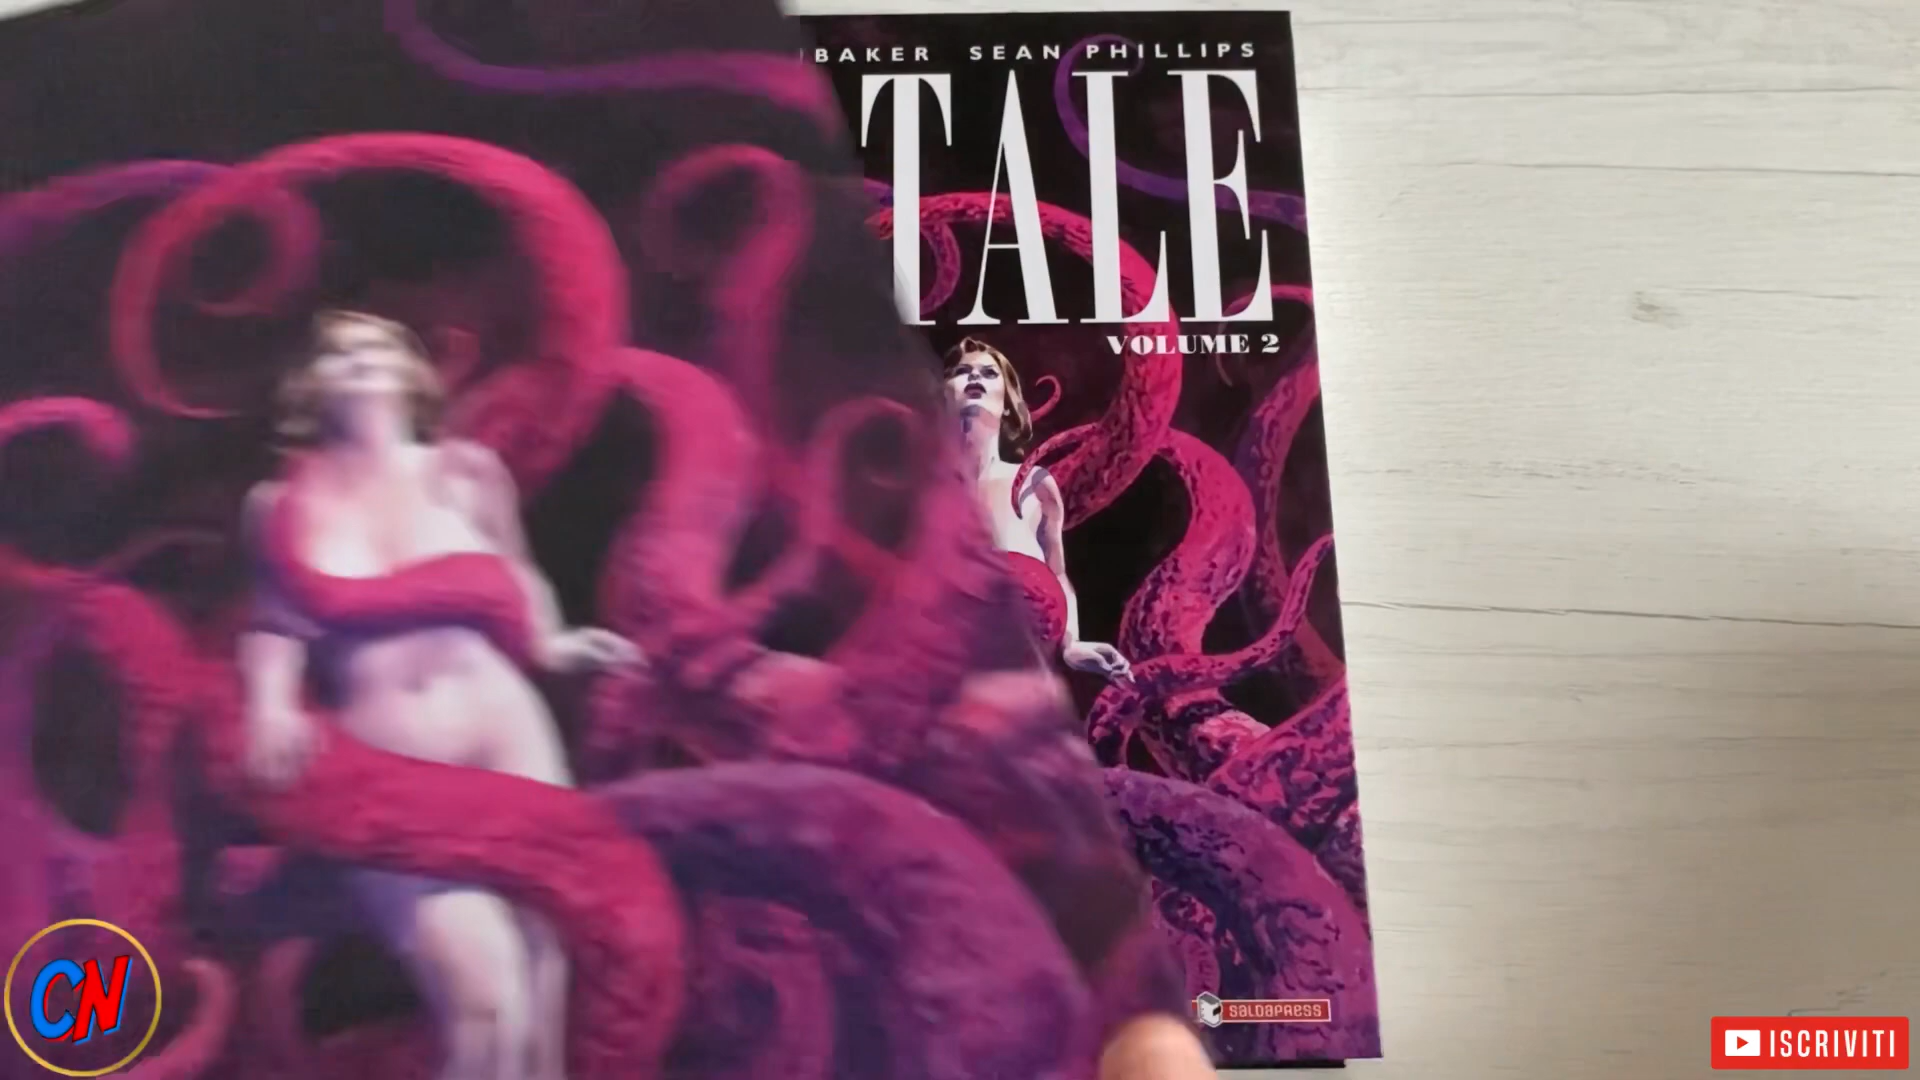 BAKER SEAN PHILLIPS
TALE
VOLUME 2
SALDAPRESS
CN
ISCRIVITI